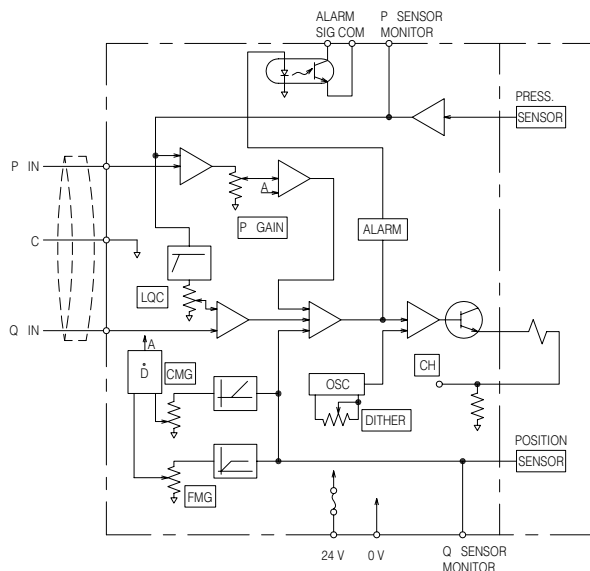 ALARM
SIG COM
P SENSOR
MONITOR
PRESS.
SENSOR
P IN
A
P GAIN
C
ALARM
LQC
Q IN
A
Ḋ
CMG
OSC
CH
DITHER
POSITION
SENSOR
FMG
24 V
0 V
Q SENSOR
MONITOR